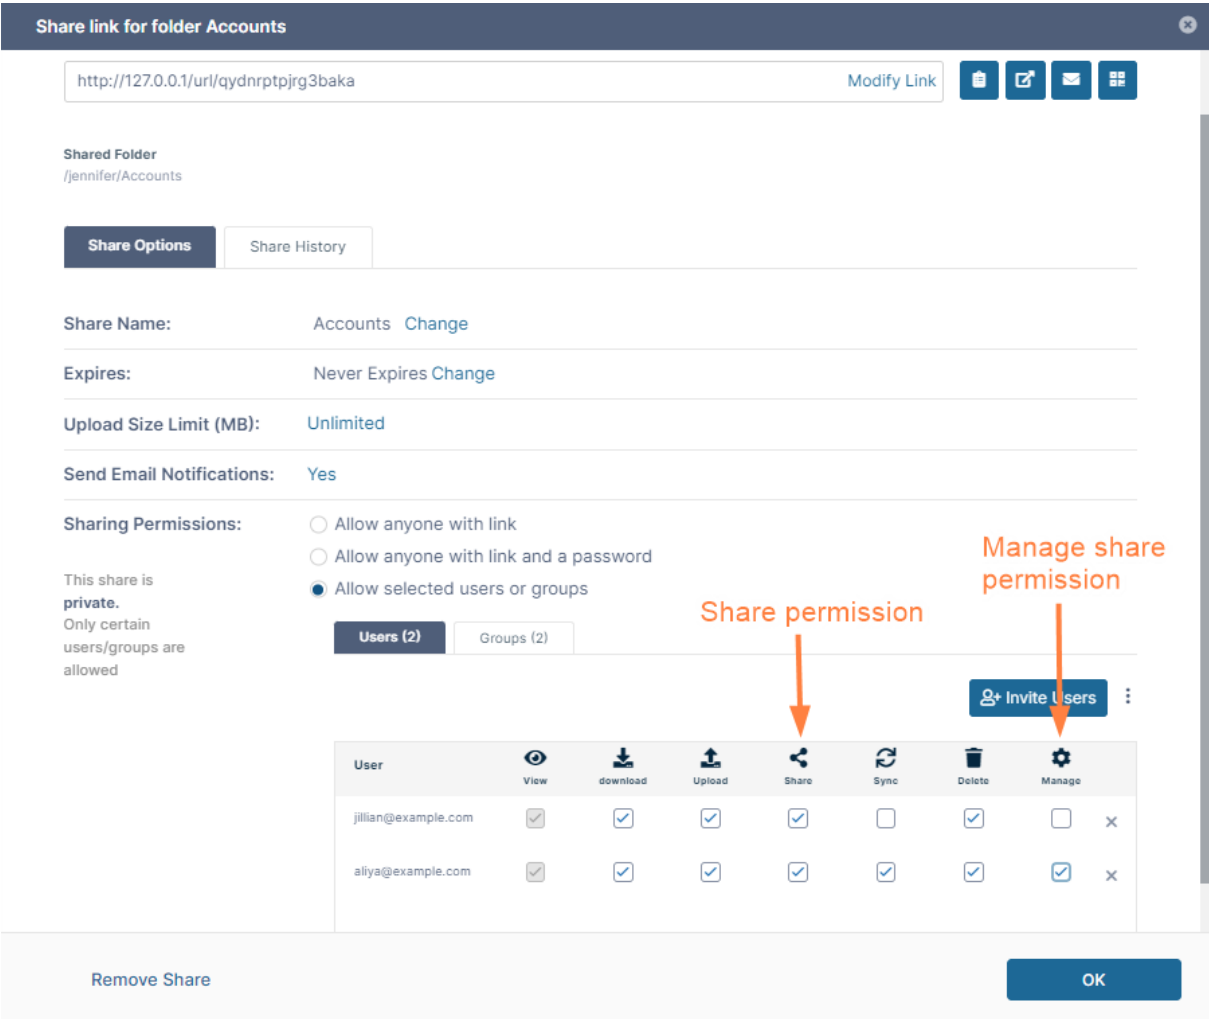 Share link for folder Accounts
http://127.0.0.1/url/qydnrptpjrg3baka Modify Link
Shared Folder
/jennifer/Accounts
Share Options Share History
Share Name: Accounts Change
Expires: Never Expires Change
Upload Size Limit (MB): Unlimited
Send Email Notifications: Yes
Sharing Permissions: Allow anyone with link
Allow anyone with link and a password
Allow selected users or groups
This share is
private.
Only certain
users/groups are
allowed
Manage share
permission
Share permission
Users (2) Groups (2)
Invite Users
User View download Upload Share Sync Delete Manage
jillian@example.com
aliya@example.com
Remove Share OK